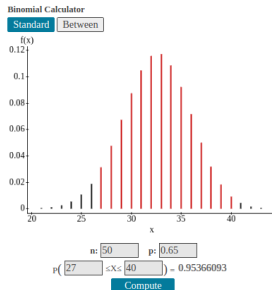 Binomial Calculator
Standard Between
f(x)
0.12
0.1
0.08
0.06
0.04
0.02
0
20 25 30 35 40
x
n: 50 p: 0.65
P( 27 ≤X≤ 40 ) = 0.95366093
Compute